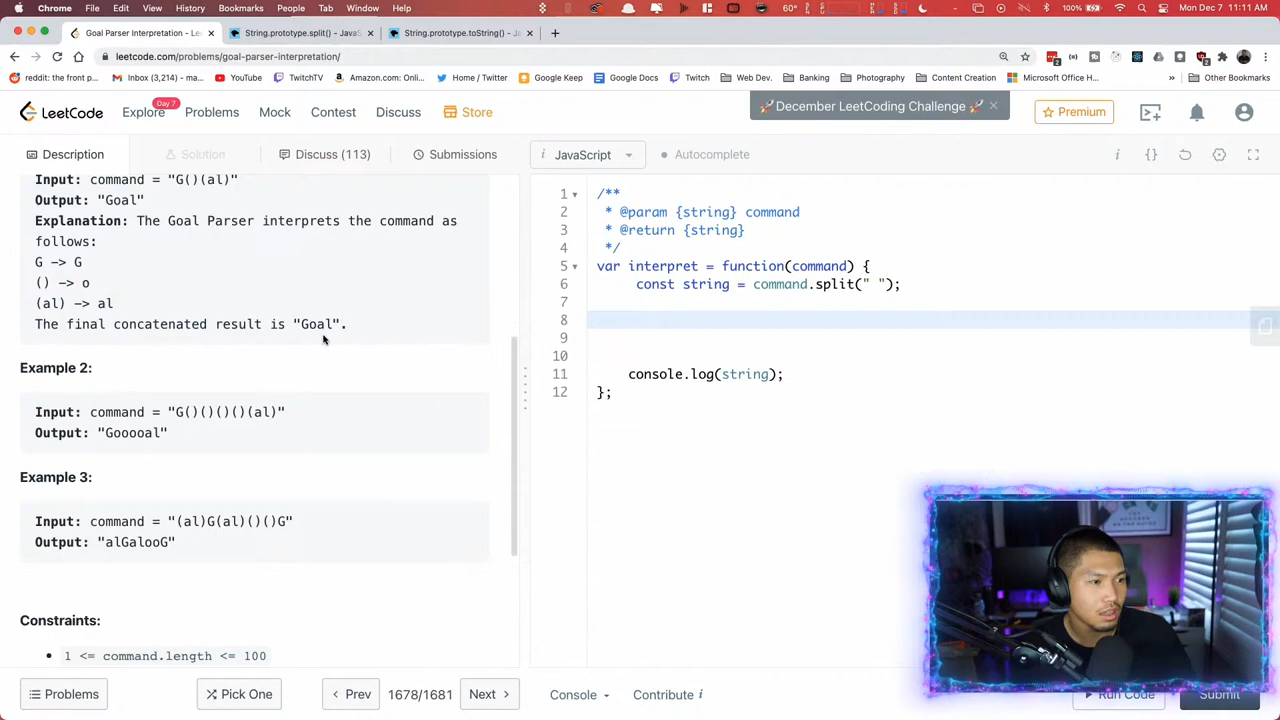 Chrome File Edit View History Bookmarks People Tab Window Help
100% Mon Dec 7 11:11 AM
Goal Parser Interpretation - Le
String.prototype.split() - JavaS
String.prototype.toString() - Ja
leetcode.com/problems/goal-parser-interpretation/
reddit: the front p... Inbox (3,214) - ma... YouTube TwitchTV Amazon.com: Onlin... Home / Twitter Google Keep Google Docs Twitch Web Dev. Banking Photography Content Creation Microsoft Office H... » Other Bookmarks
LeetCode Explore Day 7 Problems Mock Contest Discuss Store
December LeetCoding Challenge
Premium
Description Solution Discuss (113) Submissions
i JavaScript Autocomplete
Input: command = "G()(al)"
Output: "Goal"
Explanation: The Goal Parser interprets the command as
follows:
G -> G
() -> o
(al) -> al
The final concatenated result is "Goal".
Example 2:
Input: command = "G()()()()(al)"
Output: "Gooooal"
Example 3:
Input: command = "(al)G(al)()()G"
Output: "alGalooG"
Constraints:
1 <= command.length <= 100
1 /**
2 * @param {string} command
3 * @return {string}
4 */
5 var interpret = function(command) {
6 const string = command.split(" ");
7
8
9
10
11 console.log(string);
12 };
Problems Pick One Prev 1678/1681 Next
Console Contribute i Run Code Submit